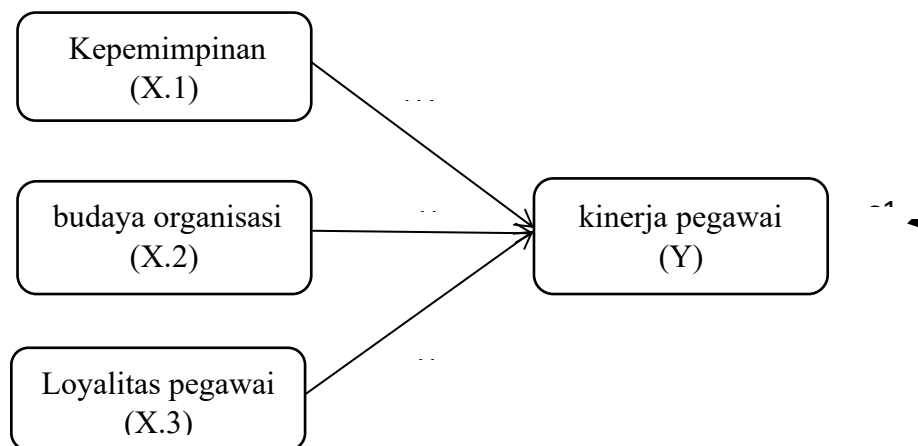 Kepemimpinan
(X.1)
budaya organisasi
(X.2)
kinerja pegawai
(Y)
Loyalitas pegawai
(X.3)